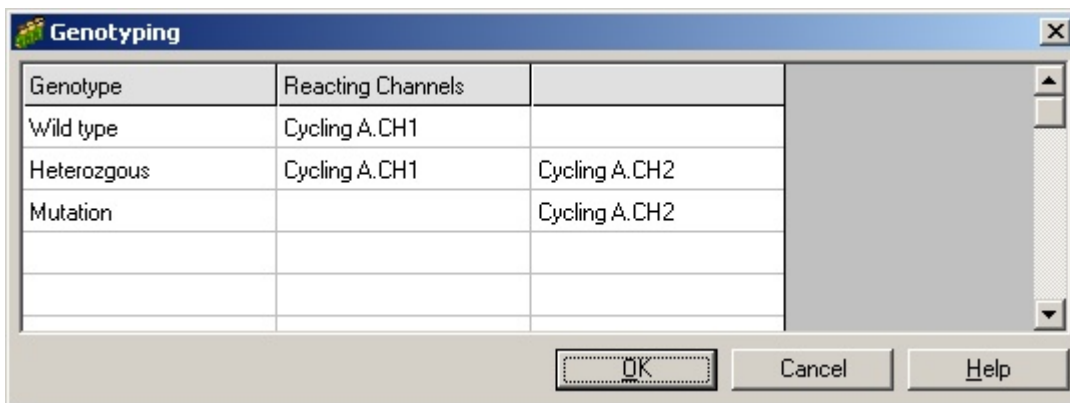 Genotyping
Genotype Reacting Channels
Wild type Cycling A.CH1
Heterozgous Cycling A.CH1 Cycling A.CH2
Mutation Cycling A.CH2
OK Cancel Help